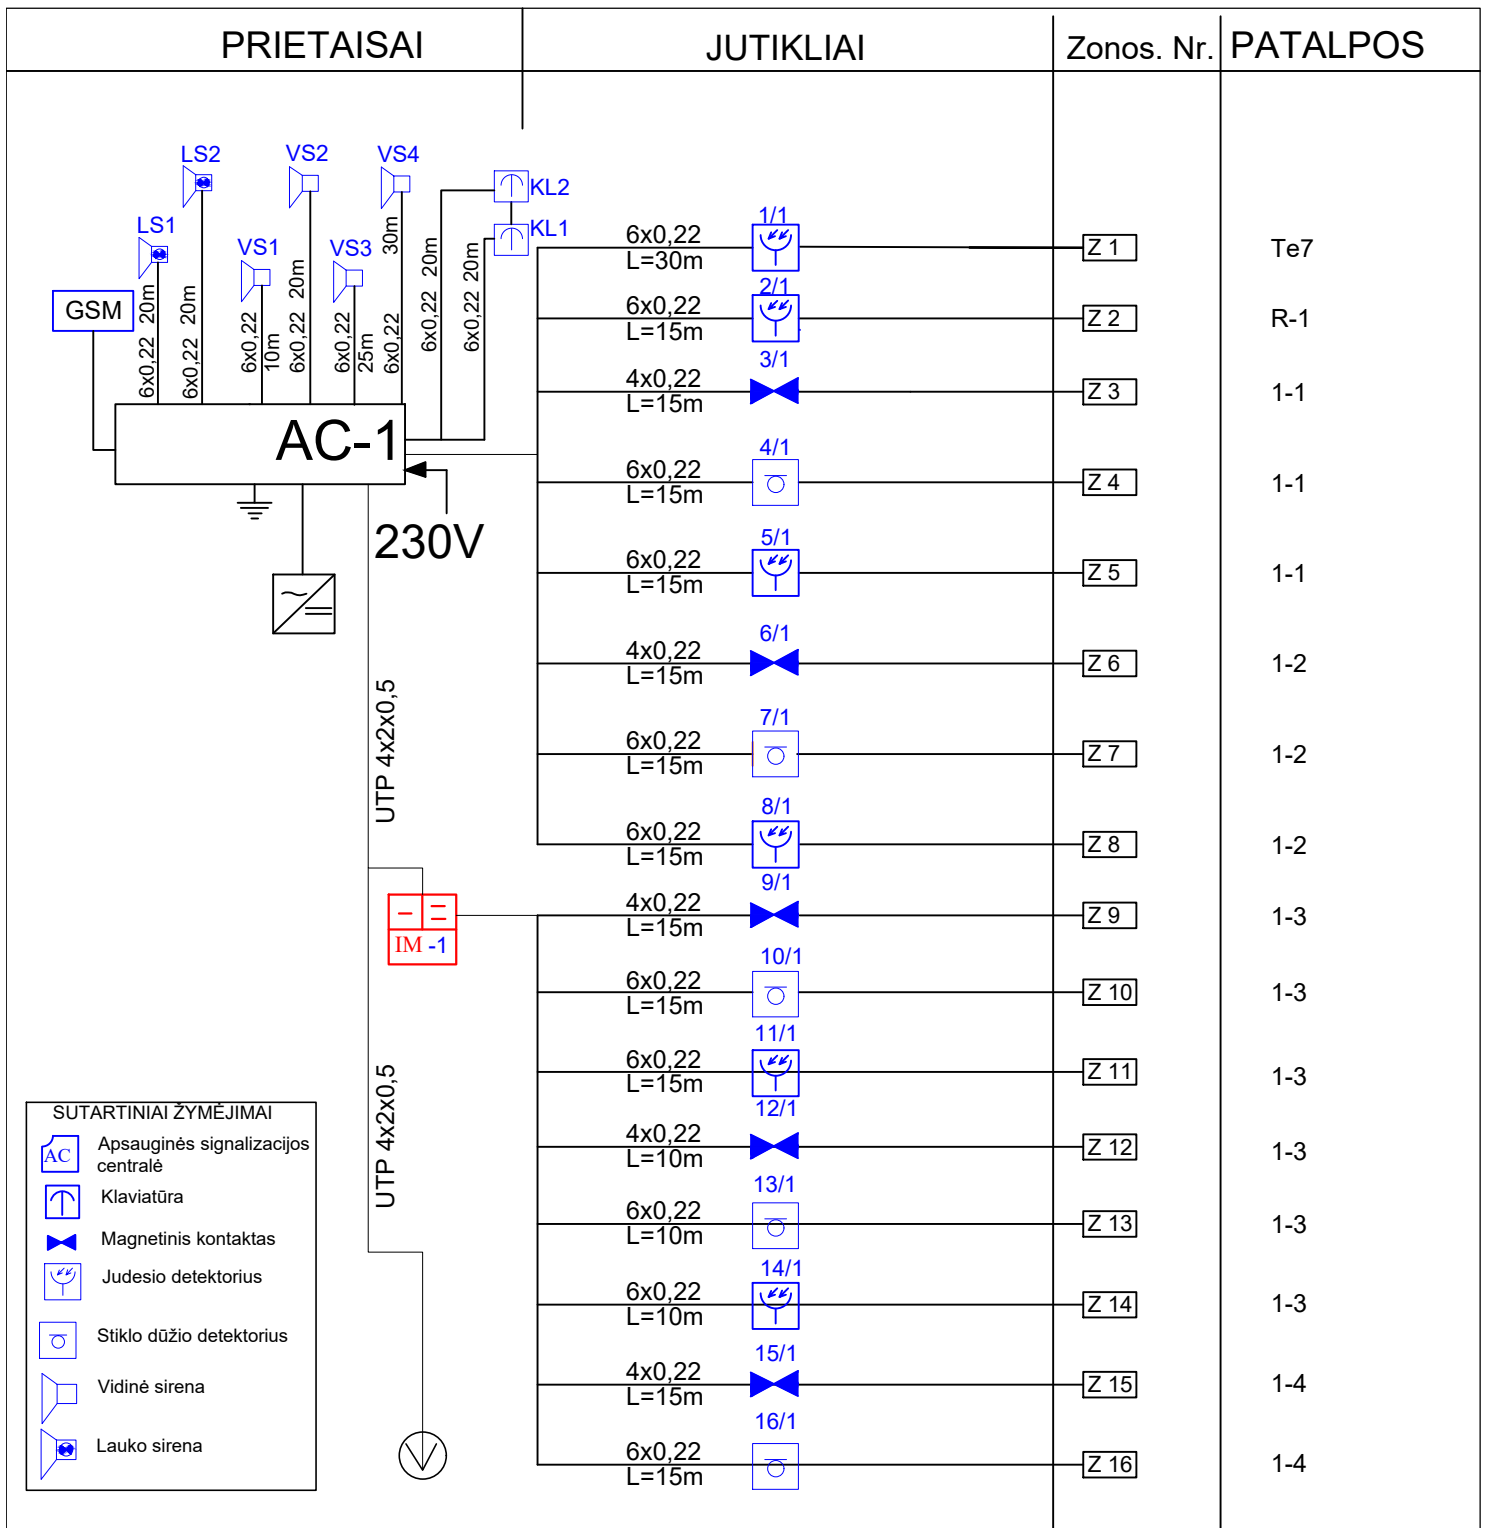 PRIETAISAI
JUTIKLIAI
Zonos. Nr.
PATALPOS
LS2
VS2
VS4
KL2
LS1
VS1
VS3
KL1
GSM
6x0,22 20m
6x0,22 20m
6x0,22
10m
6x0,22 20m
6x0,22
25m
6x0,22 30m
6x0,22 20m
6x0,22 20m
AC-1
230V
UTP 4x2x0,5
IM -1
UTP 4x2x0,5
6x0,22
L=30m
1/1
Z 1
Te7
6x0,22
L=15m
2/1
Z 2
R-1
4x0,22
L=15m
3/1
Z 3
1-1
6x0,22
L=15m
4/1
Z 4
1-1
6x0,22
L=15m
5/1
Z 5
1-1
4x0,22
L=15m
6/1
Z 6
1-2
6x0,22
L=15m
7/1
Z 7
1-2
6x0,22
L=15m
8/1
Z 8
1-2
4x0,22
L=15m
9/1
Z 9
1-3
6x0,22
L=15m
10/1
Z 10
1-3
6x0,22
L=15m
11/1
Z 11
1-3
4x0,22
L=10m
12/1
Z 12
1-3
6x0,22
L=10m
13/1
Z 13
1-3
6x0,22
L=10m
14/1
Z 14
1-3
4x0,22
L=15m
15/1
Z 15
1-4
6x0,22
L=15m
16/1
Z 16
1-4
SUTARTINIAI ŽYMĖJIMAI
AC
Apsauginės signalizacijos
centralė
Klaviatūra
Magnetinis kontaktas
Judesio detektorius
Stiklo dūžio detektorius
Vidinė sirena
Lauko sirena